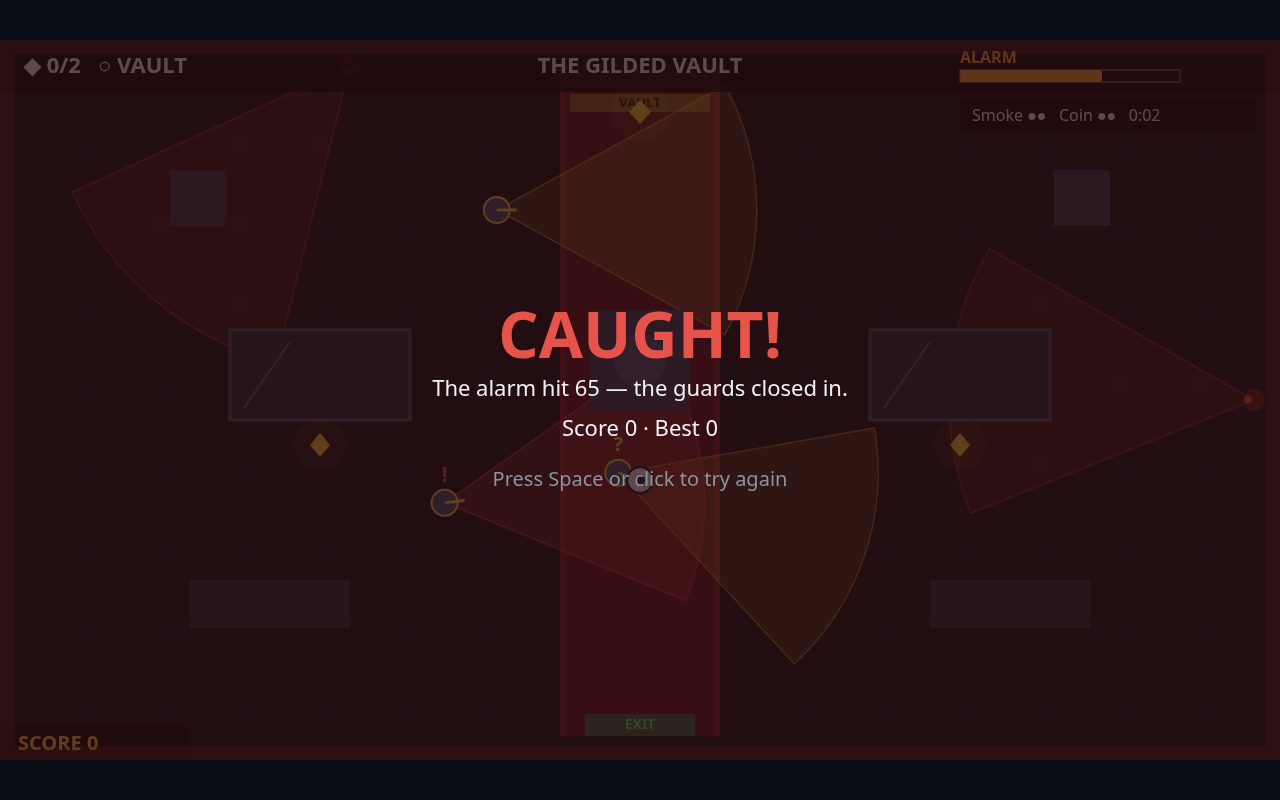 ◆ 0/2 ○ VAULT
THE GILDED VAULT
ALARM
Smoke ●● Coin ●● 0:02
VAULT
CAUGHT!
The alarm hit 65 — the guards closed in.
Score 0 · Best 0
?
!
Press Space or click to try again
EXIT
SCORE 0